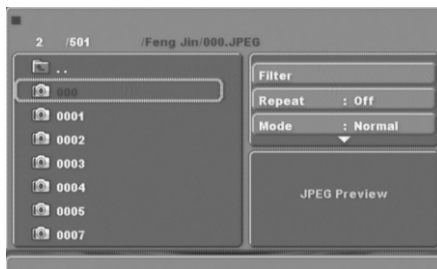 2 /501 /Feng Jin/000.JPEG
..
000
0001
0002
0003
0004
0005
0007
Filter
Repeat : Off
Mode : Normal
JPEG Preview